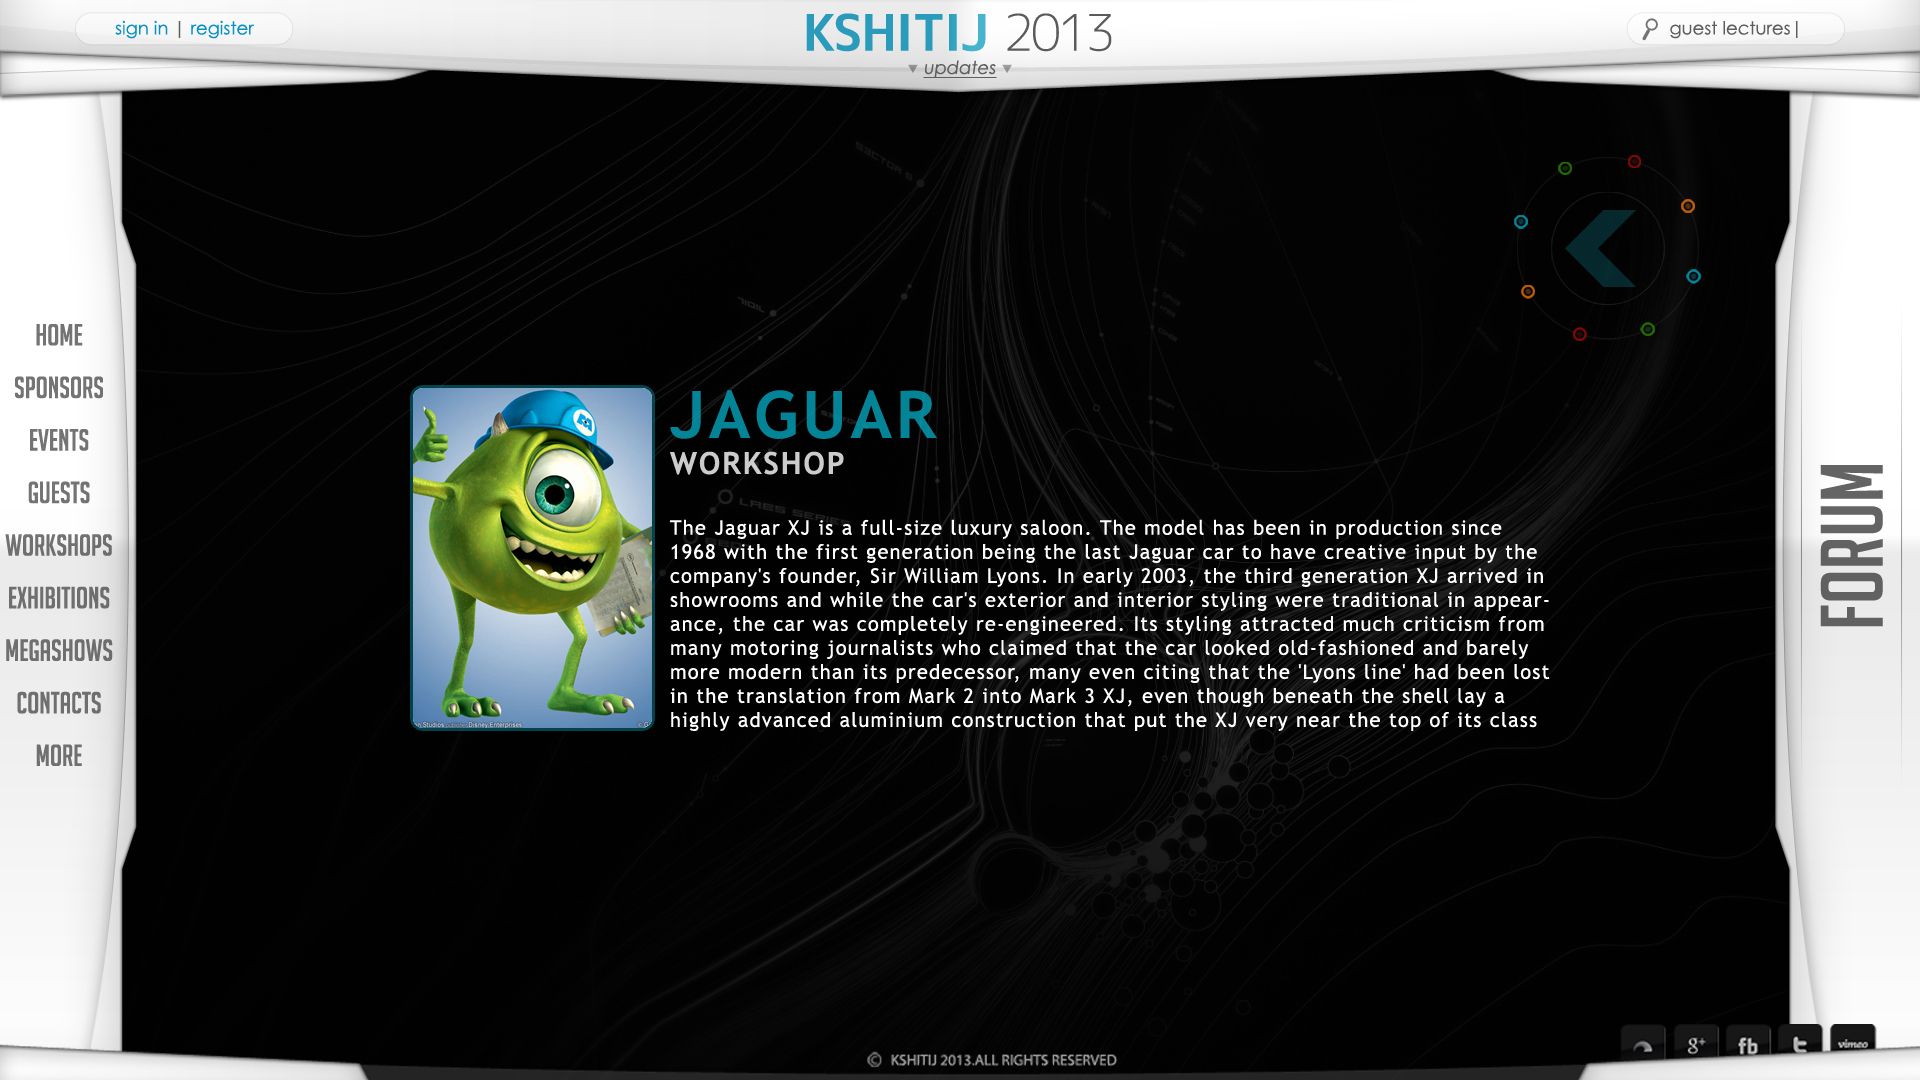 sign in | register
KSHITIJ 2013
updates
guest lectures|
HOME
SPONSORS
EVENTS
GUESTS
WORKSHOPS
EXHIBITIONS
MEGASHOWS
CONTACTS
MORE
JAGUAR
WORKSHOP
The Jaguar XJ is a full-size luxury saloon. The model has been in production since
1968 with the first generation being the last Jaguar car to have creative input by the
company's founder, Sir William Lyons. In early 2003, the third generation XJ arrived in
showrooms and while the car's exterior and interior styling were traditional in appear-
ance, the car was completely re-engineered. Its styling attracted much criticism from
many motoring journalists who claimed that the car looked old-fashioned and barely
more modern than its predecessor, many even citing that the 'Lyons line' had been lost
in the translation from Mark 2 into Mark 3 XJ, even though beneath the shell lay a
highly advanced aluminium construction that put the XJ very near the top of its class
FORUM
g+
fb
t
vimeo
© KSHITIJ 2013.ALL RIGHTS RESERVED